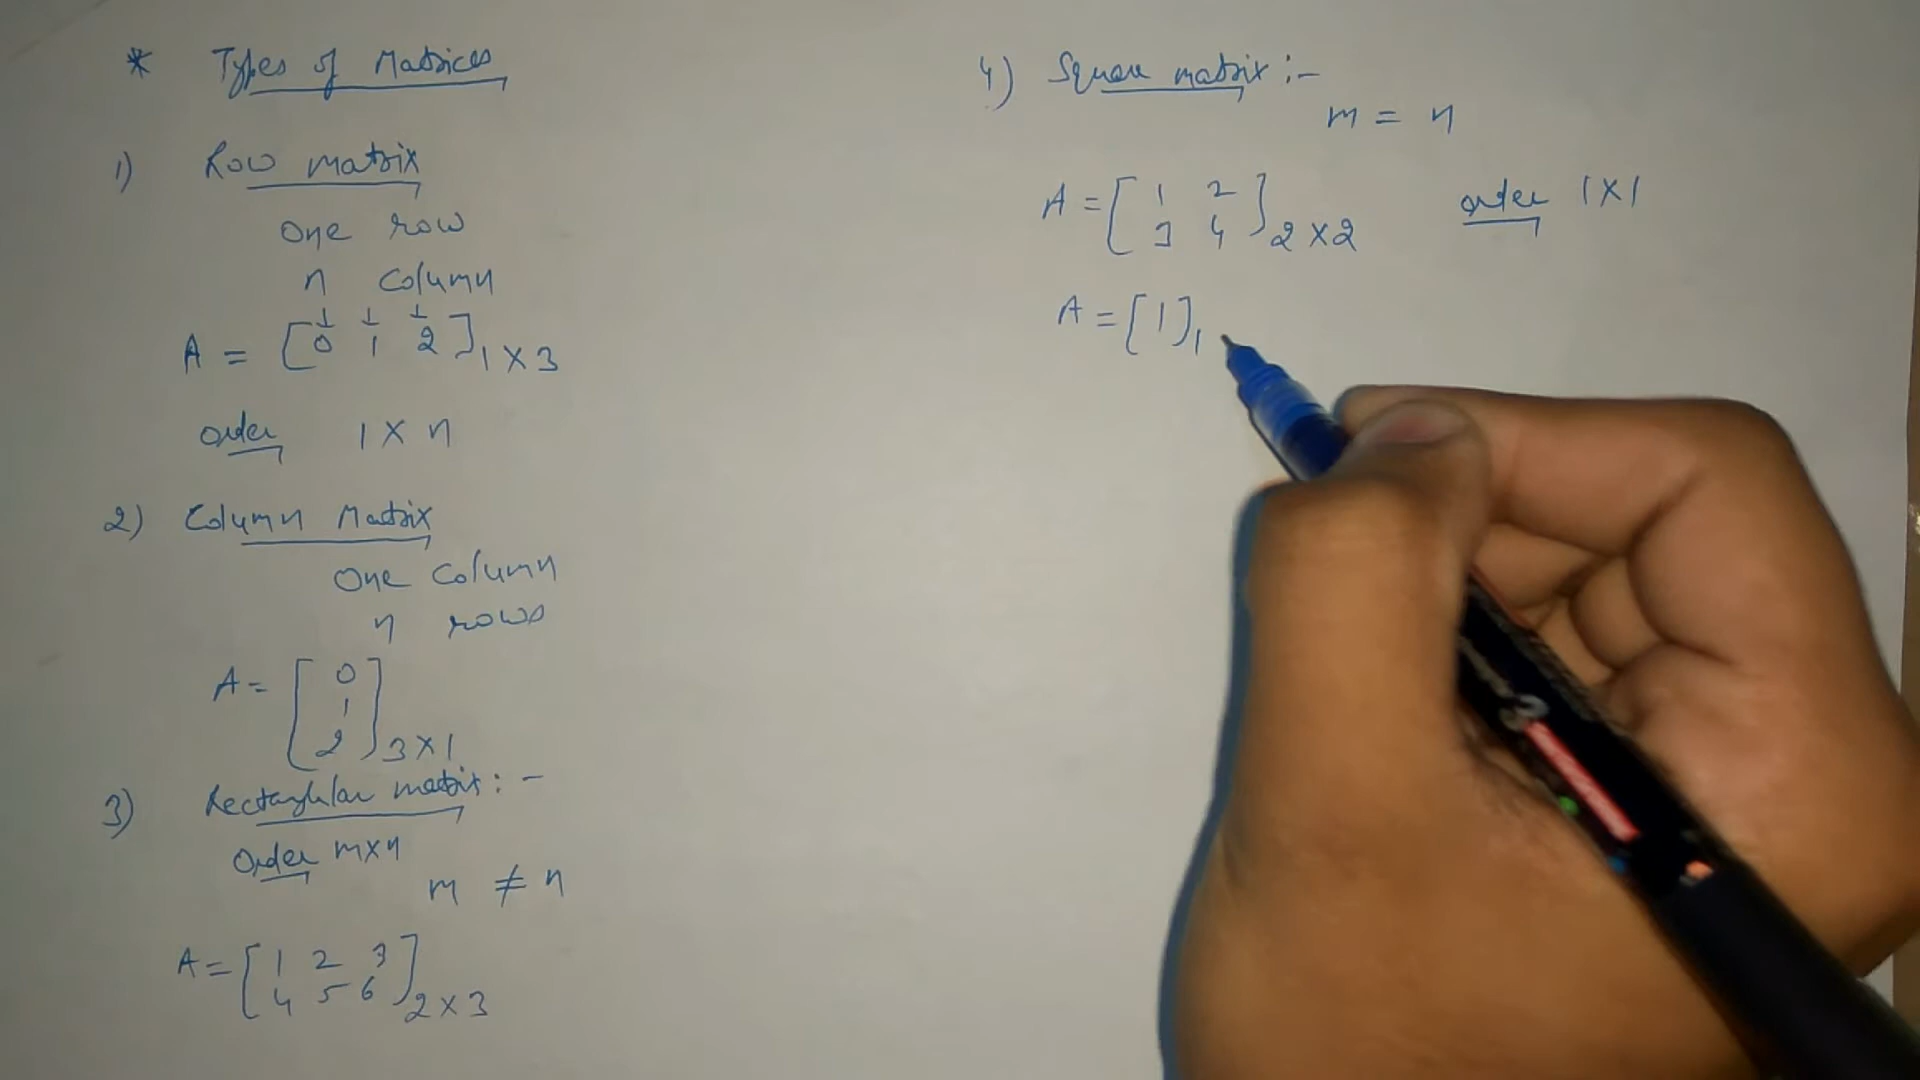 * Types of Matrices
1) Row matrix
One row
n column
A = [ 0 1 2 ] 1 × 3
order 1 × n
2) Column Matrix
One column
n rows
A = [ 0
1
2 ] 3 × 1
3) Rectangular matrix : -
Order m×n
m ≠ n
A = [ 1 2 3
4 5 6 ] 2 × 3
4) Square matrix : -
m = n
A = [ 1 2
3 4 ] 2 × 2
order 1 × 1
A = [ 1 ] 1